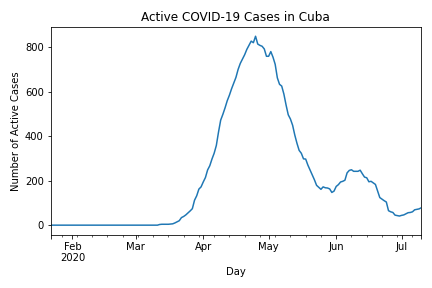 Active COVID-19 Cases in Cuba
Number of Active Cases
800
600
400
200
0
Feb
2020
Mar
Apr
May
Jun
Jul
Day